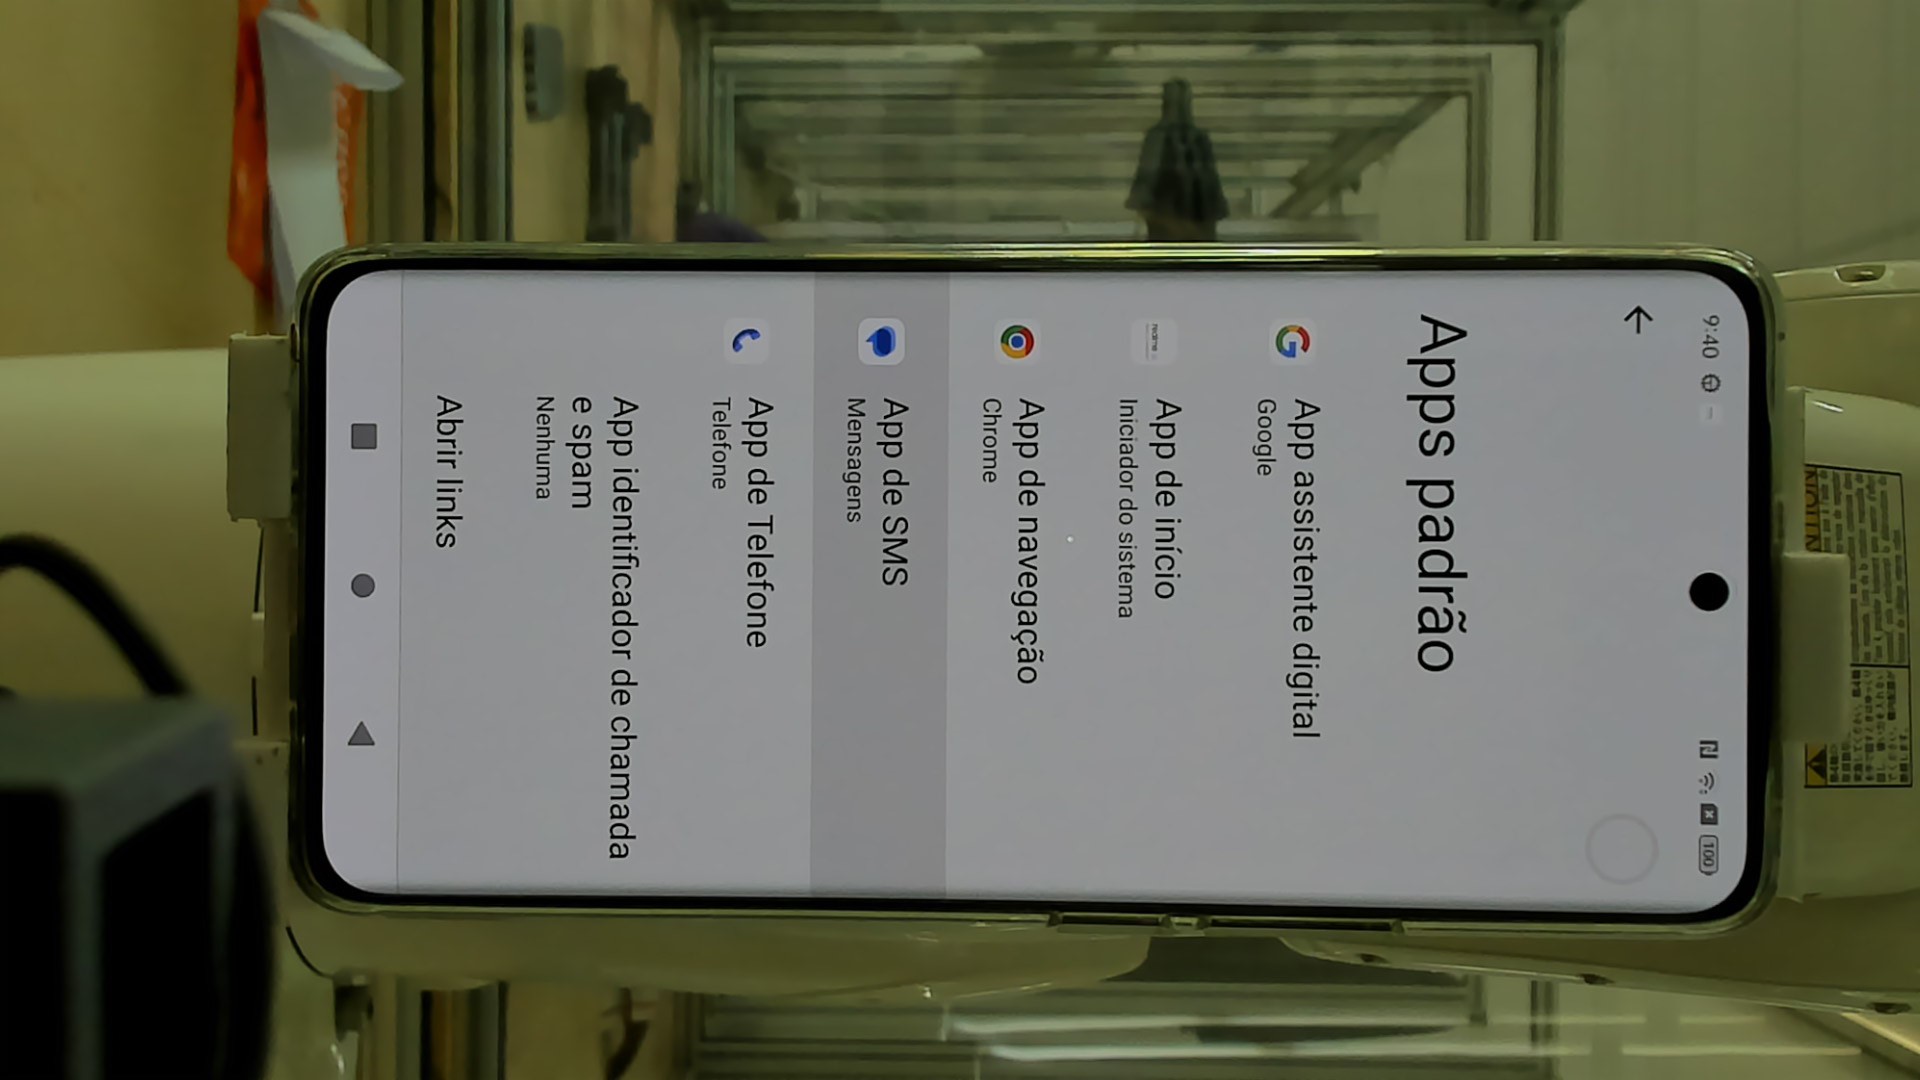 9:40
100
Apps padrão
App assistente digital
Google
App de início
Iniciador do sistema
App de navegação
Chrome
App de SMS
Mensagens
App de Telefone
Telefone
App identificador de chamada
e spam
Nenhuma
Abrir links